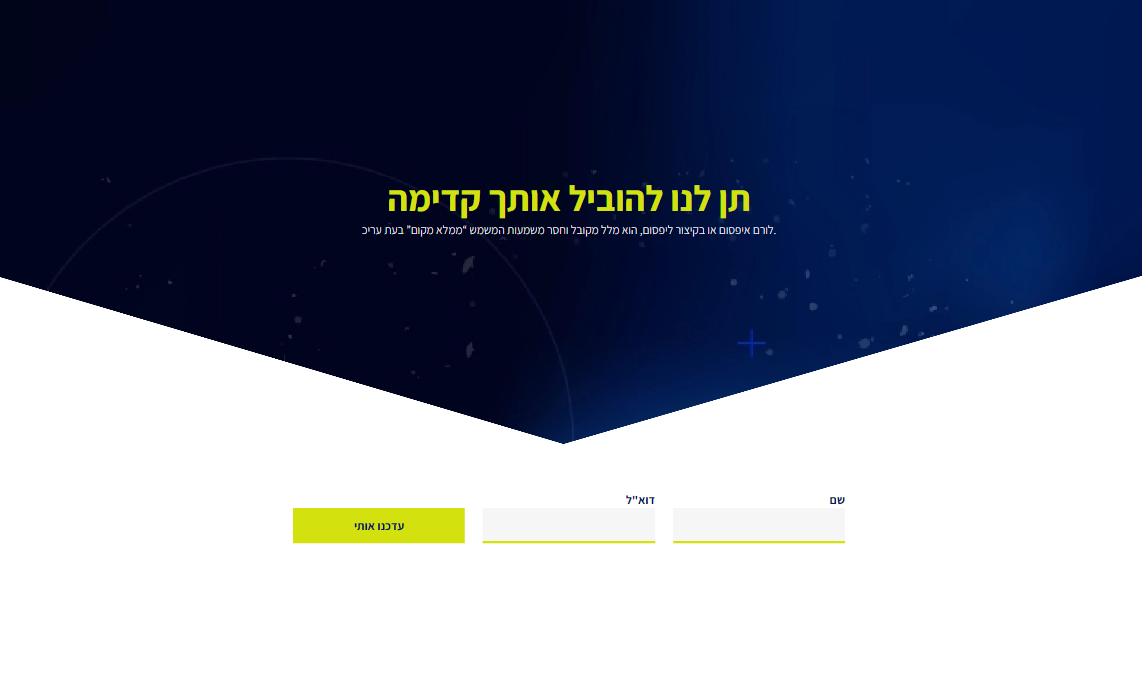 תן לנו להוביל אותך קדימה
לורם איפסום או בקיצור ליפסום, הוא מלל מקובל וחסר משמעות המשמש “ממלא מקום” בעת עריכ.
שם
דוא"ל
עדכנו אותי